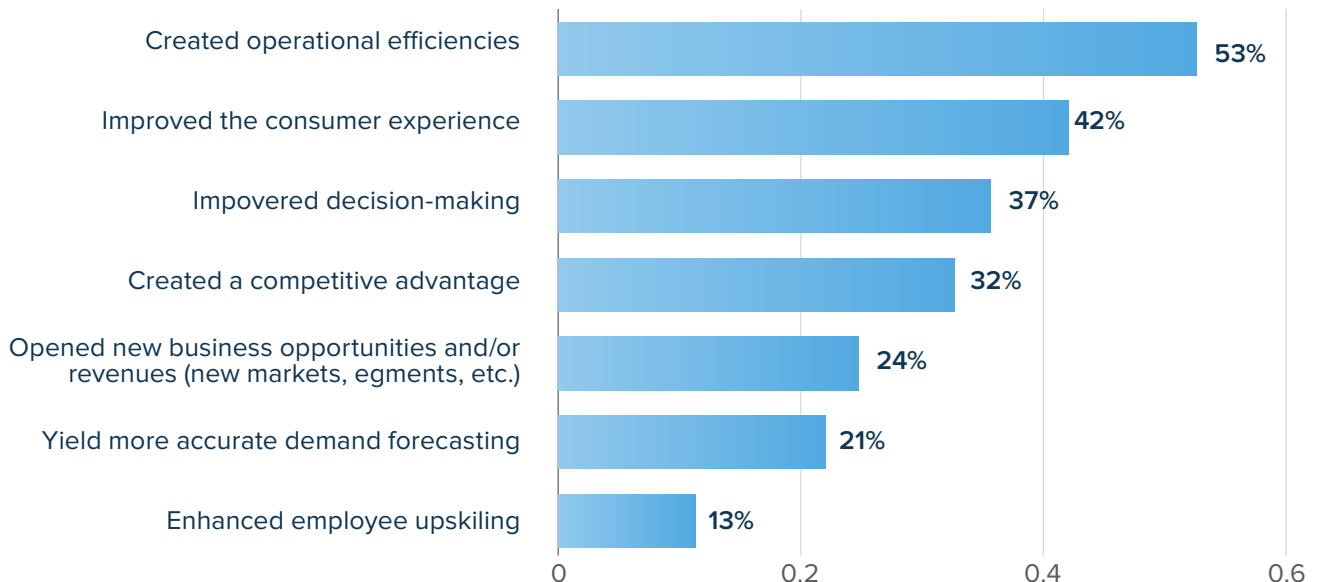 Created operational efficiencies
53%
Improved the consumer experience
42%
Impovered decision-making
37%
Created a competitive advantage
32%
Opened new business opportunities and/or
revenues (new markets, egments, etc.)
24%
Yield more accurate demand forecasting
21%
Enhanced employee upskiling
13%
0 0.2 0.4 0.6